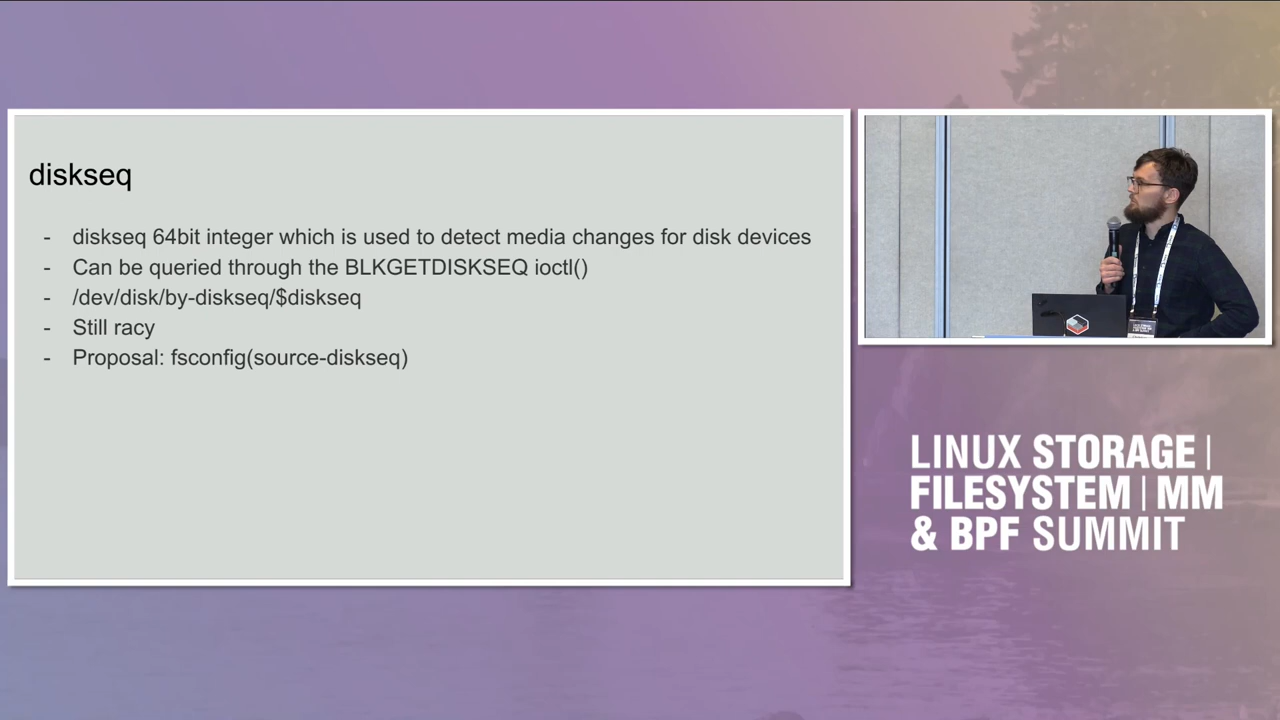 diskseq
- diskseq 64bit integer which is used to detect media changes for disk devices
- Can be queried through the BLKGETDISKSEQ ioctl()
- /dev/disk/by-diskseq/$diskseq
- Still racy
- Proposal: fsconfig(source-diskseq)
LINUX STORAGE |
FILESYSTEM | MM
& BPF SUMMIT